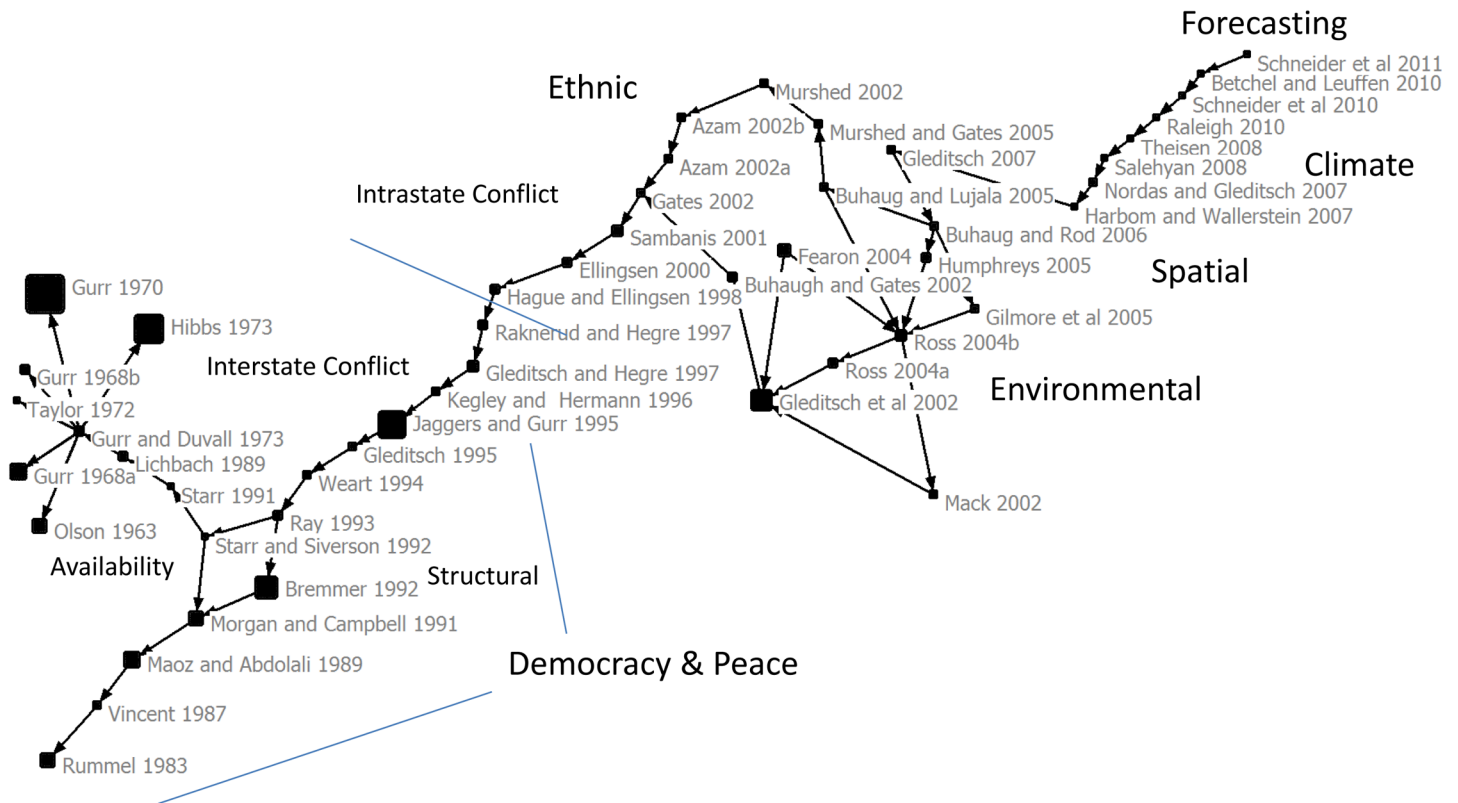 Forecasting
Schneider et al 2011
Betchel and Leuffen 2010
Schneider et al 2010
Raleigh 2010
Theisen 2008
Salehyan 2008
Climate
Nordas and Gleditsch 2007
Harbom and Wallerstein 2007
Ethnic
Murshed 2002
Azam 2002b
Murshed and Gates 2005
Gleditsch 2007
Azam 2002a
Intrastate Conflict
Gates 2002
Buhaug and Lujala 2005
Sambanis 2001
Buhaug and Rod 2006
Fearon 2004
Humphreys 2005
Spatial
Ellingsen 2000
Buhaugh and Gates 2002
Gurr 1970
Hague and Ellingsen 1998
Gilmore et al 2005
Hibbs 1973
Raknerud and Hegre 1997
Ross 2004b
Interstate Conflict
Gleditsch and Hegre 1997
Ross 2004a
Gurr 1968b
Environmental
Kegley and Hermann 1996
Gleditsch et al 2002
Taylor 1972
Jaggers and Gurr 1995
Gurr and Duvall 1973
Gleditsch 1995
Lichbach 1989
Gurr 1968a
Weart 1994
Starr 1991
Mack 2002
Ray 1993
Olson 1963
Starr and Siverson 1992
Availability
Structural
Bremmer 1992
Morgan and Campbell 1991
Maoz and Abdolali 1989
Democracy & Peace
Vincent 1987
Rummel 1983